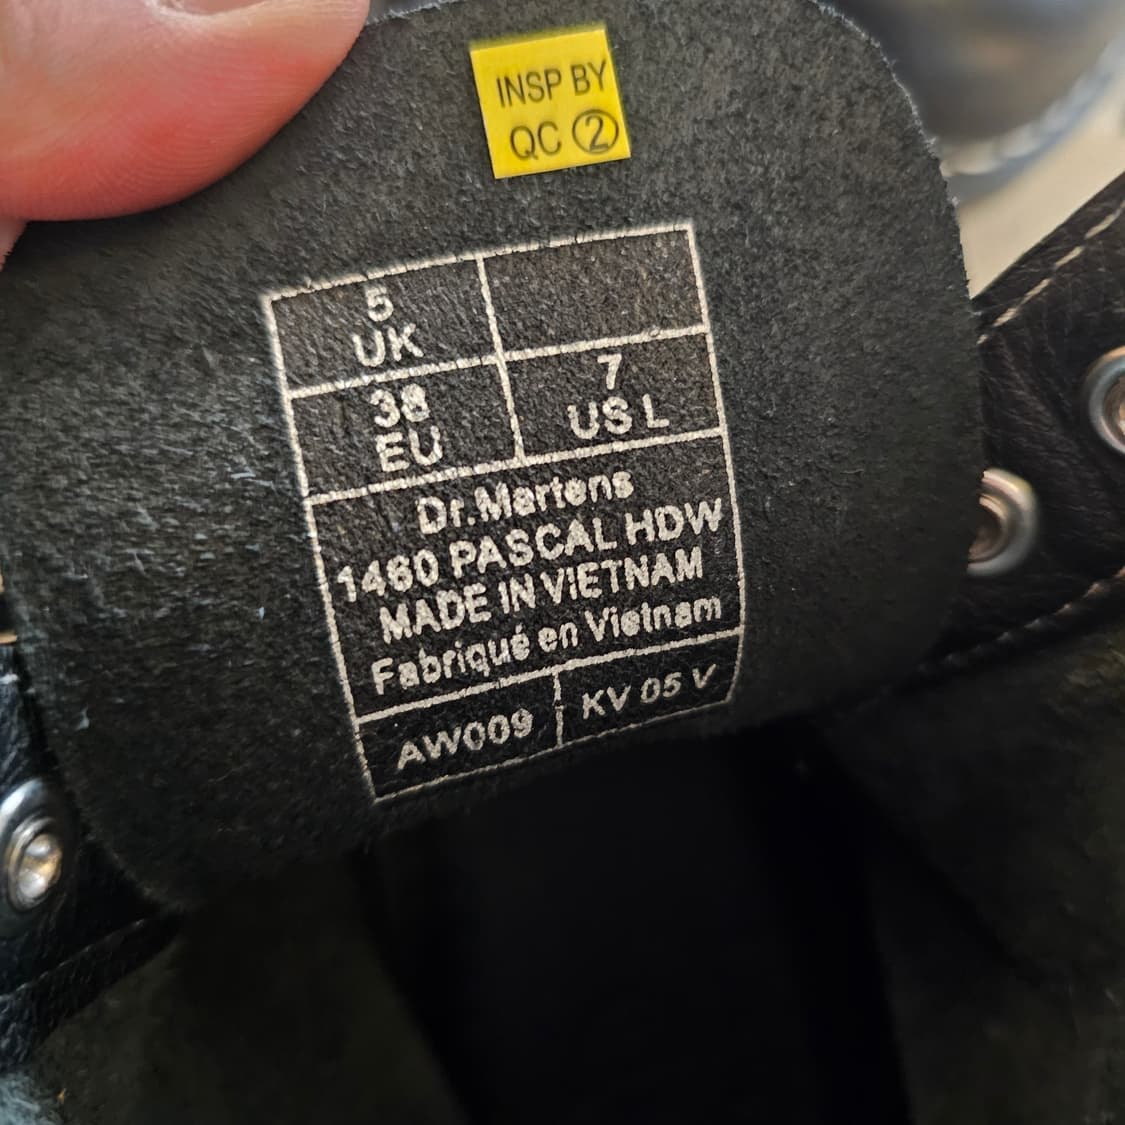 INSP BY
QC ②
5
UK
38
EU
7
US L
Dr.Martens
1460 PASCAL HDW
MADE IN VIETNAM
Fabriqué en Vietnam
AW009
KV 05 V